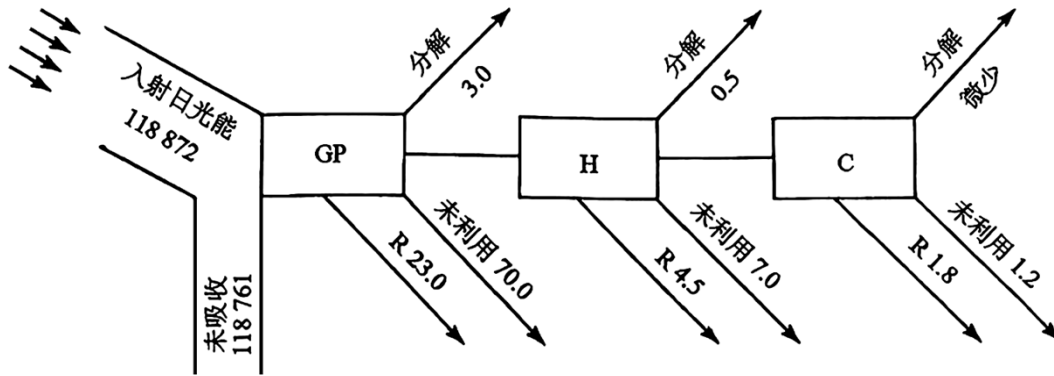 入射日光能
118 872
未吸收
118 761
GP
分解
3.0
R 23.0
未利用 70.0
H
分解
0.5
R 4.5
未利用 7.0
C
分解
微少
R 1.8
未利用 1.2